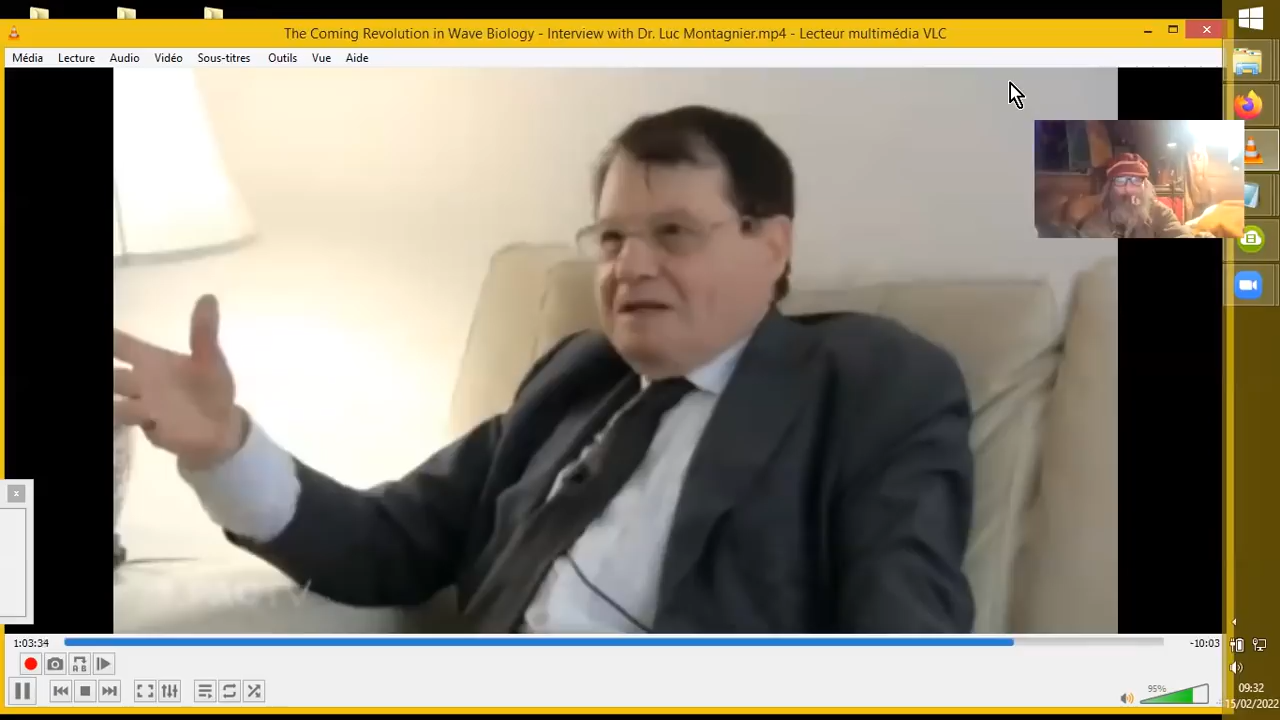 The Coming Revolution in Wave Biology - Interview with Dr. Luc Montagnier.mp4 - Lecteur multimédia VLC
Média Lecture Audio Vidéo Sous-titres Outils Vue Aide
1:03:34 -10:03
95%
09:32
15/02/2022